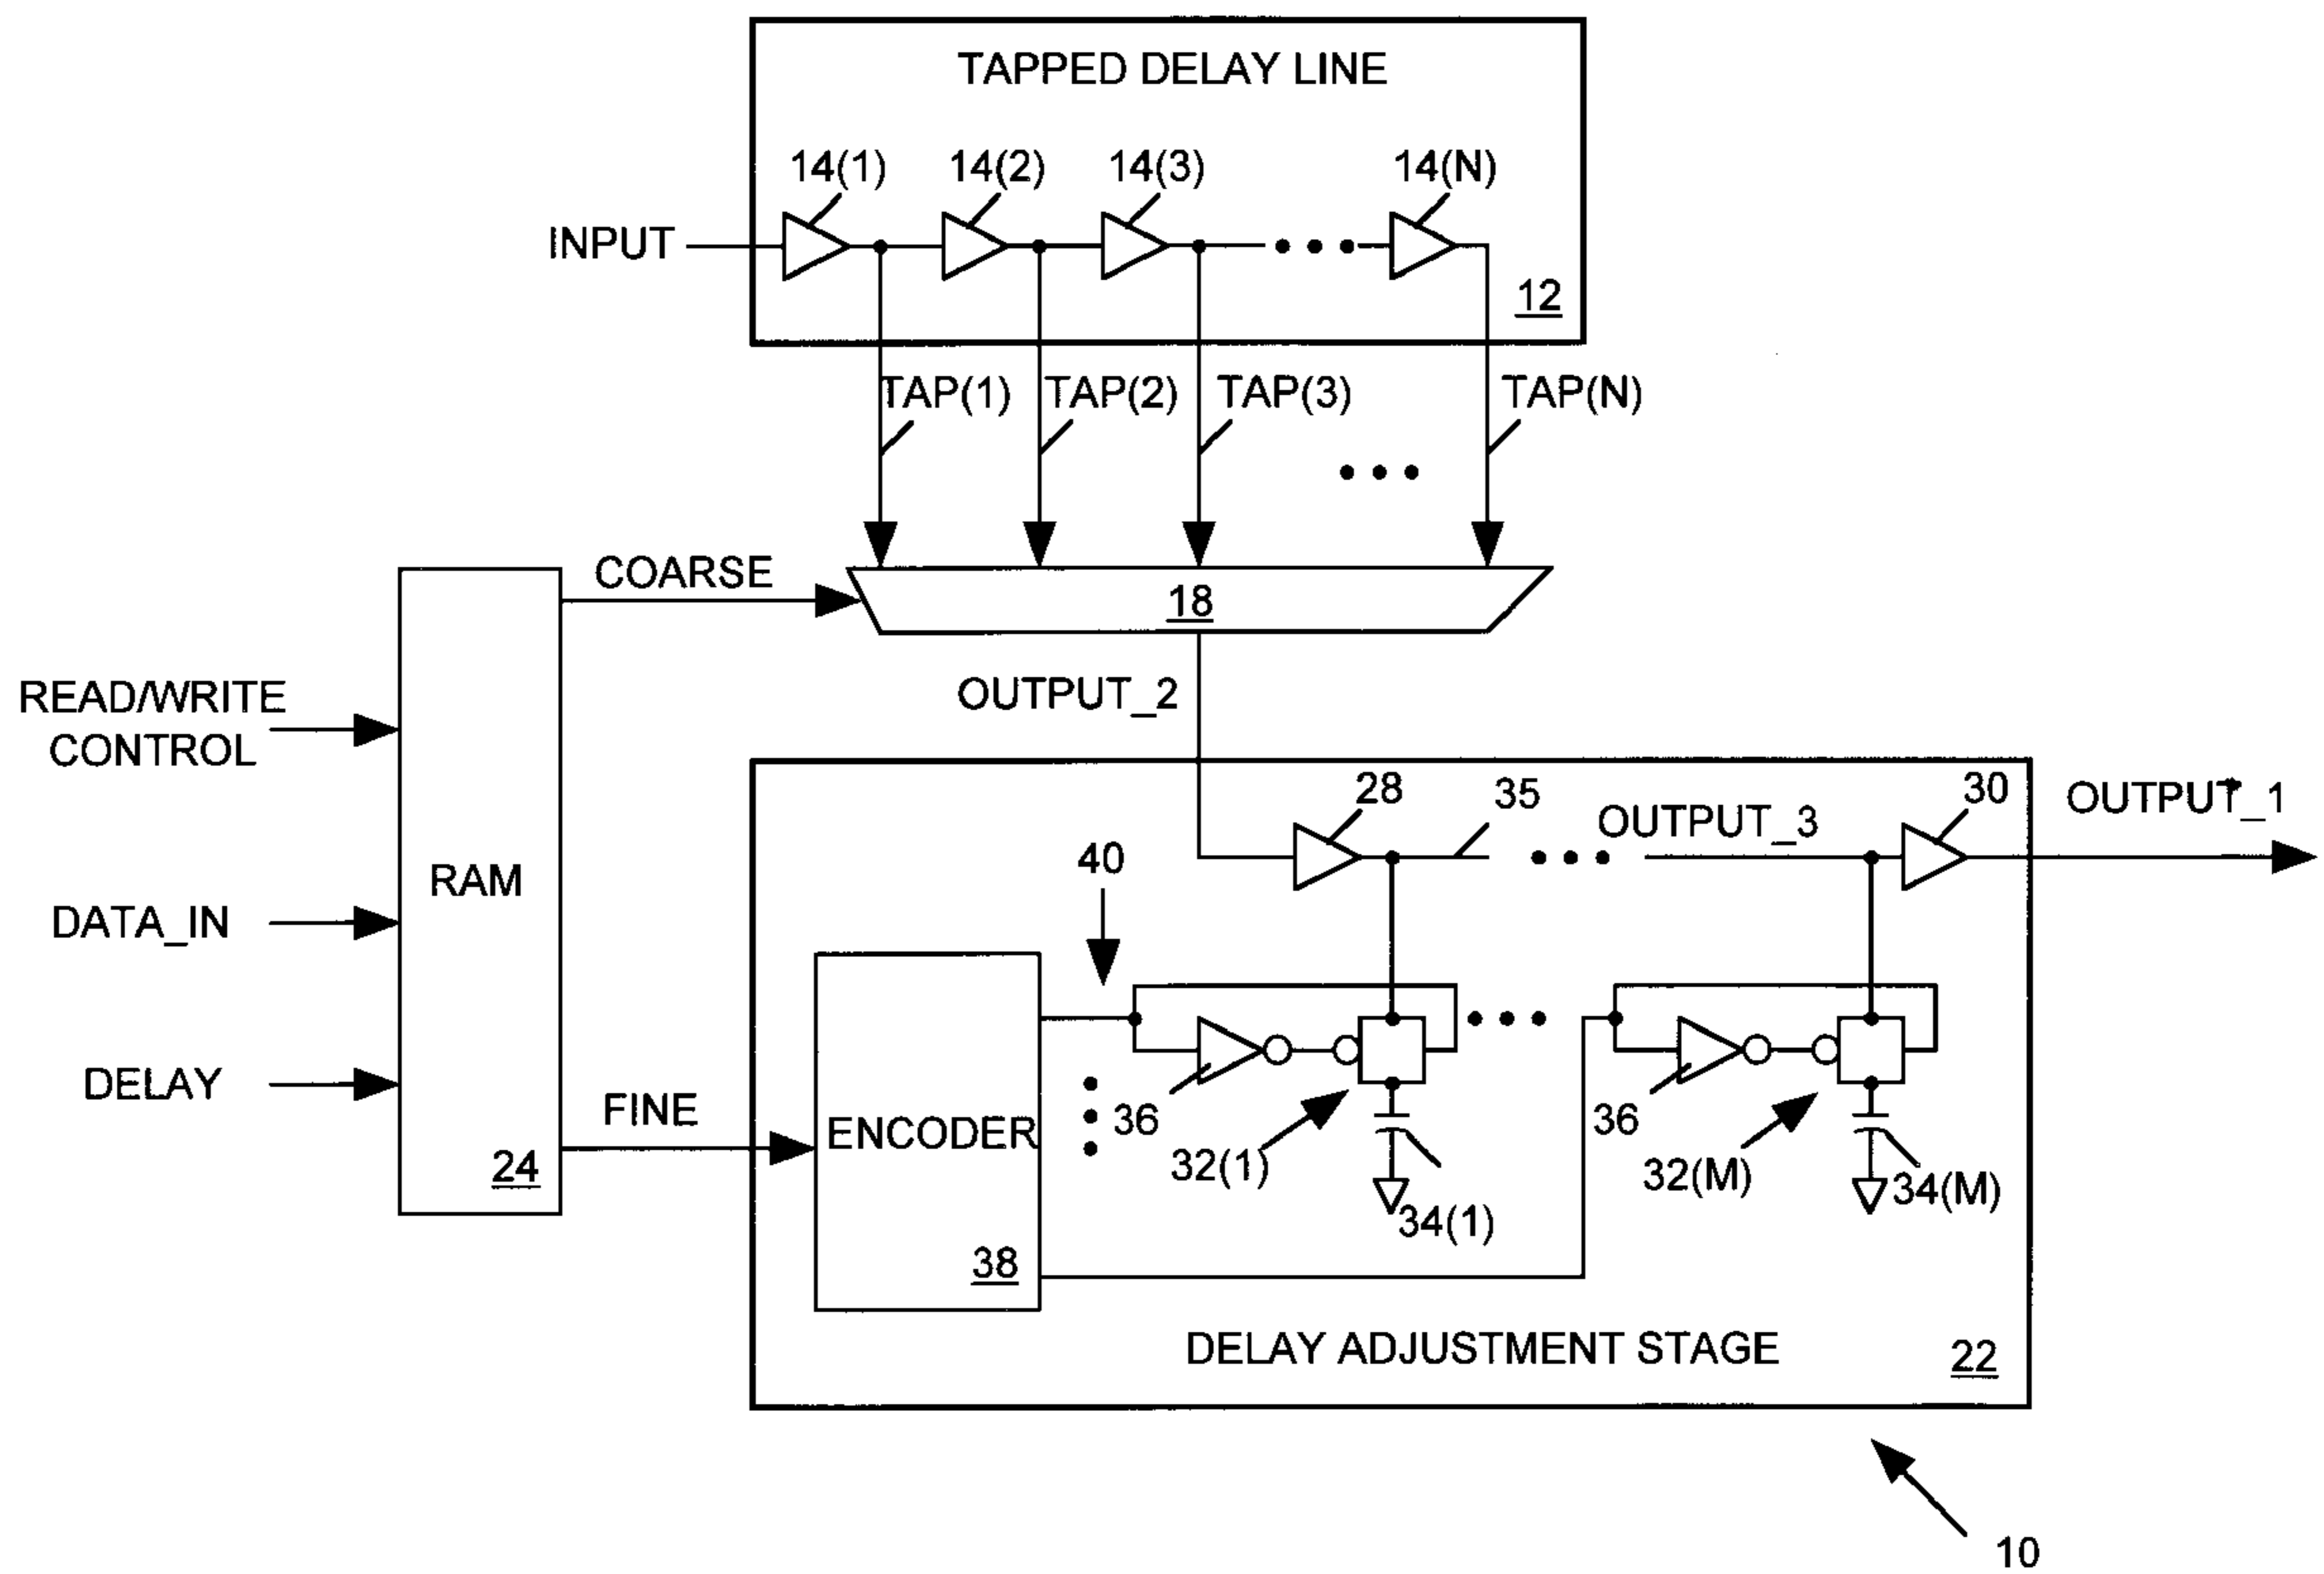 TAPPED DELAY LINE
14(1) 14(2) 14(3) 14(N)
INPUT
12
TAP(1) TAP(2) TAP(3) TAP(N)
COARSE
18
READ/WRITE
CONTROL
OUTPUT_2
28 35 OUTPUT_3 30 OUTPUT_1
40
RAM
DATA_IN
DELAY
FINE
ENCODER
36 36
24
32(1) 32(M)
34(1) 34(M)
38
DELAY ADJUSTMENT STAGE
22
10